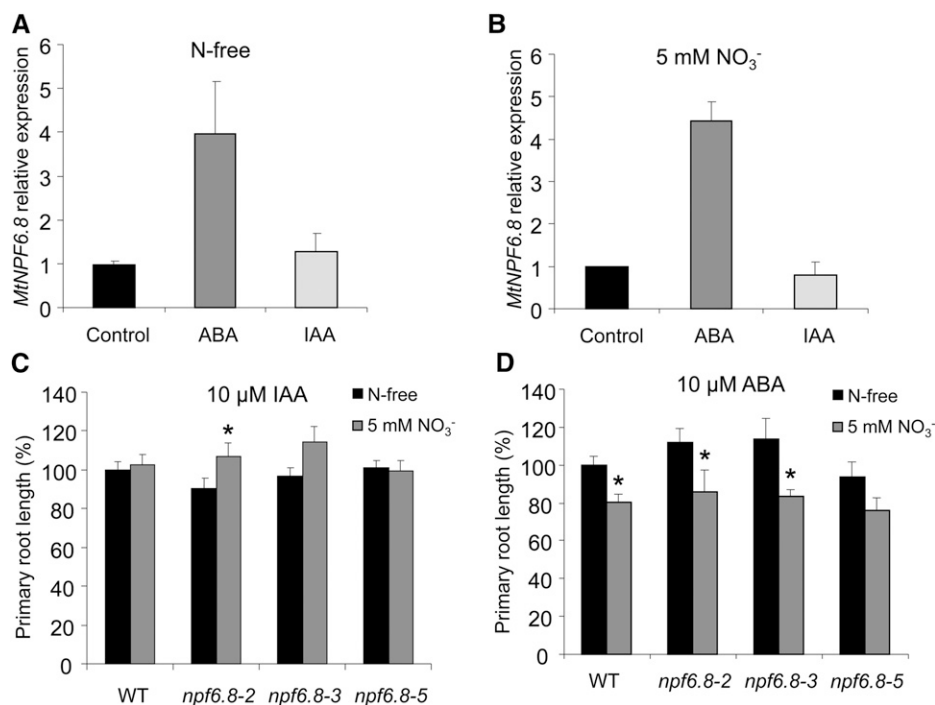 A
N-free
MtNPF6.8 relative expression
6
5
4
3
2
1
0
Control ABA IAA
B
5 mM NO₃⁻
MtNPF6.8 relative expression
6
5
4
3
2
1
0
Control ABA IAA
C
10 µM IAA
N-free
5 mM NO₃⁻
Primary root length (%)
140
120
100
80
60
40
20
0
*
WT npf6.8-2 npf6.8-3 npf6.8-5
D
10 µM ABA
N-free
5 mM NO₃⁻
Primary root length (%)
140
120
100
80
60
40
20
0
* * *
WT npf6.8-2 npf6.8-3 npf6.8-5